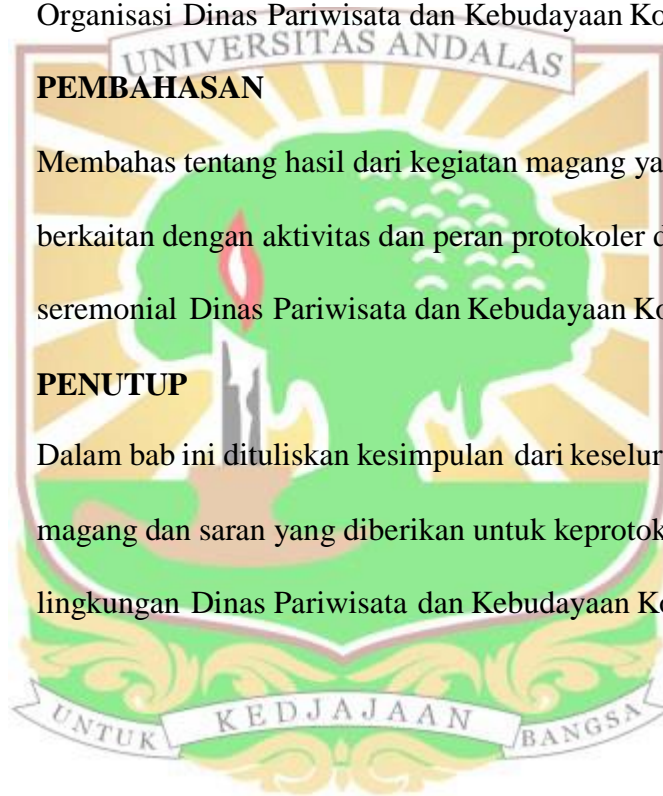 Organisasi Dinas Pariwisata dan Kebudayaan Ko
UNIVERSITAS ANDALAS
PEMBAHASAN
Membahas tentang hasil dari kegiatan magang ya
berkaitan dengan aktivitas dan peran protokoler d
seremonial Dinas Pariwisata dan Kebudayaan Ko
PENUTUP
Dalam bab ini dituliskan kesimpulan dari keselur
magang dan saran yang diberikan untuk keprotok
lingkungan Dinas Pariwisata dan Kebudayaan Ko
UNTUK KEDJAJAAN BANGSA